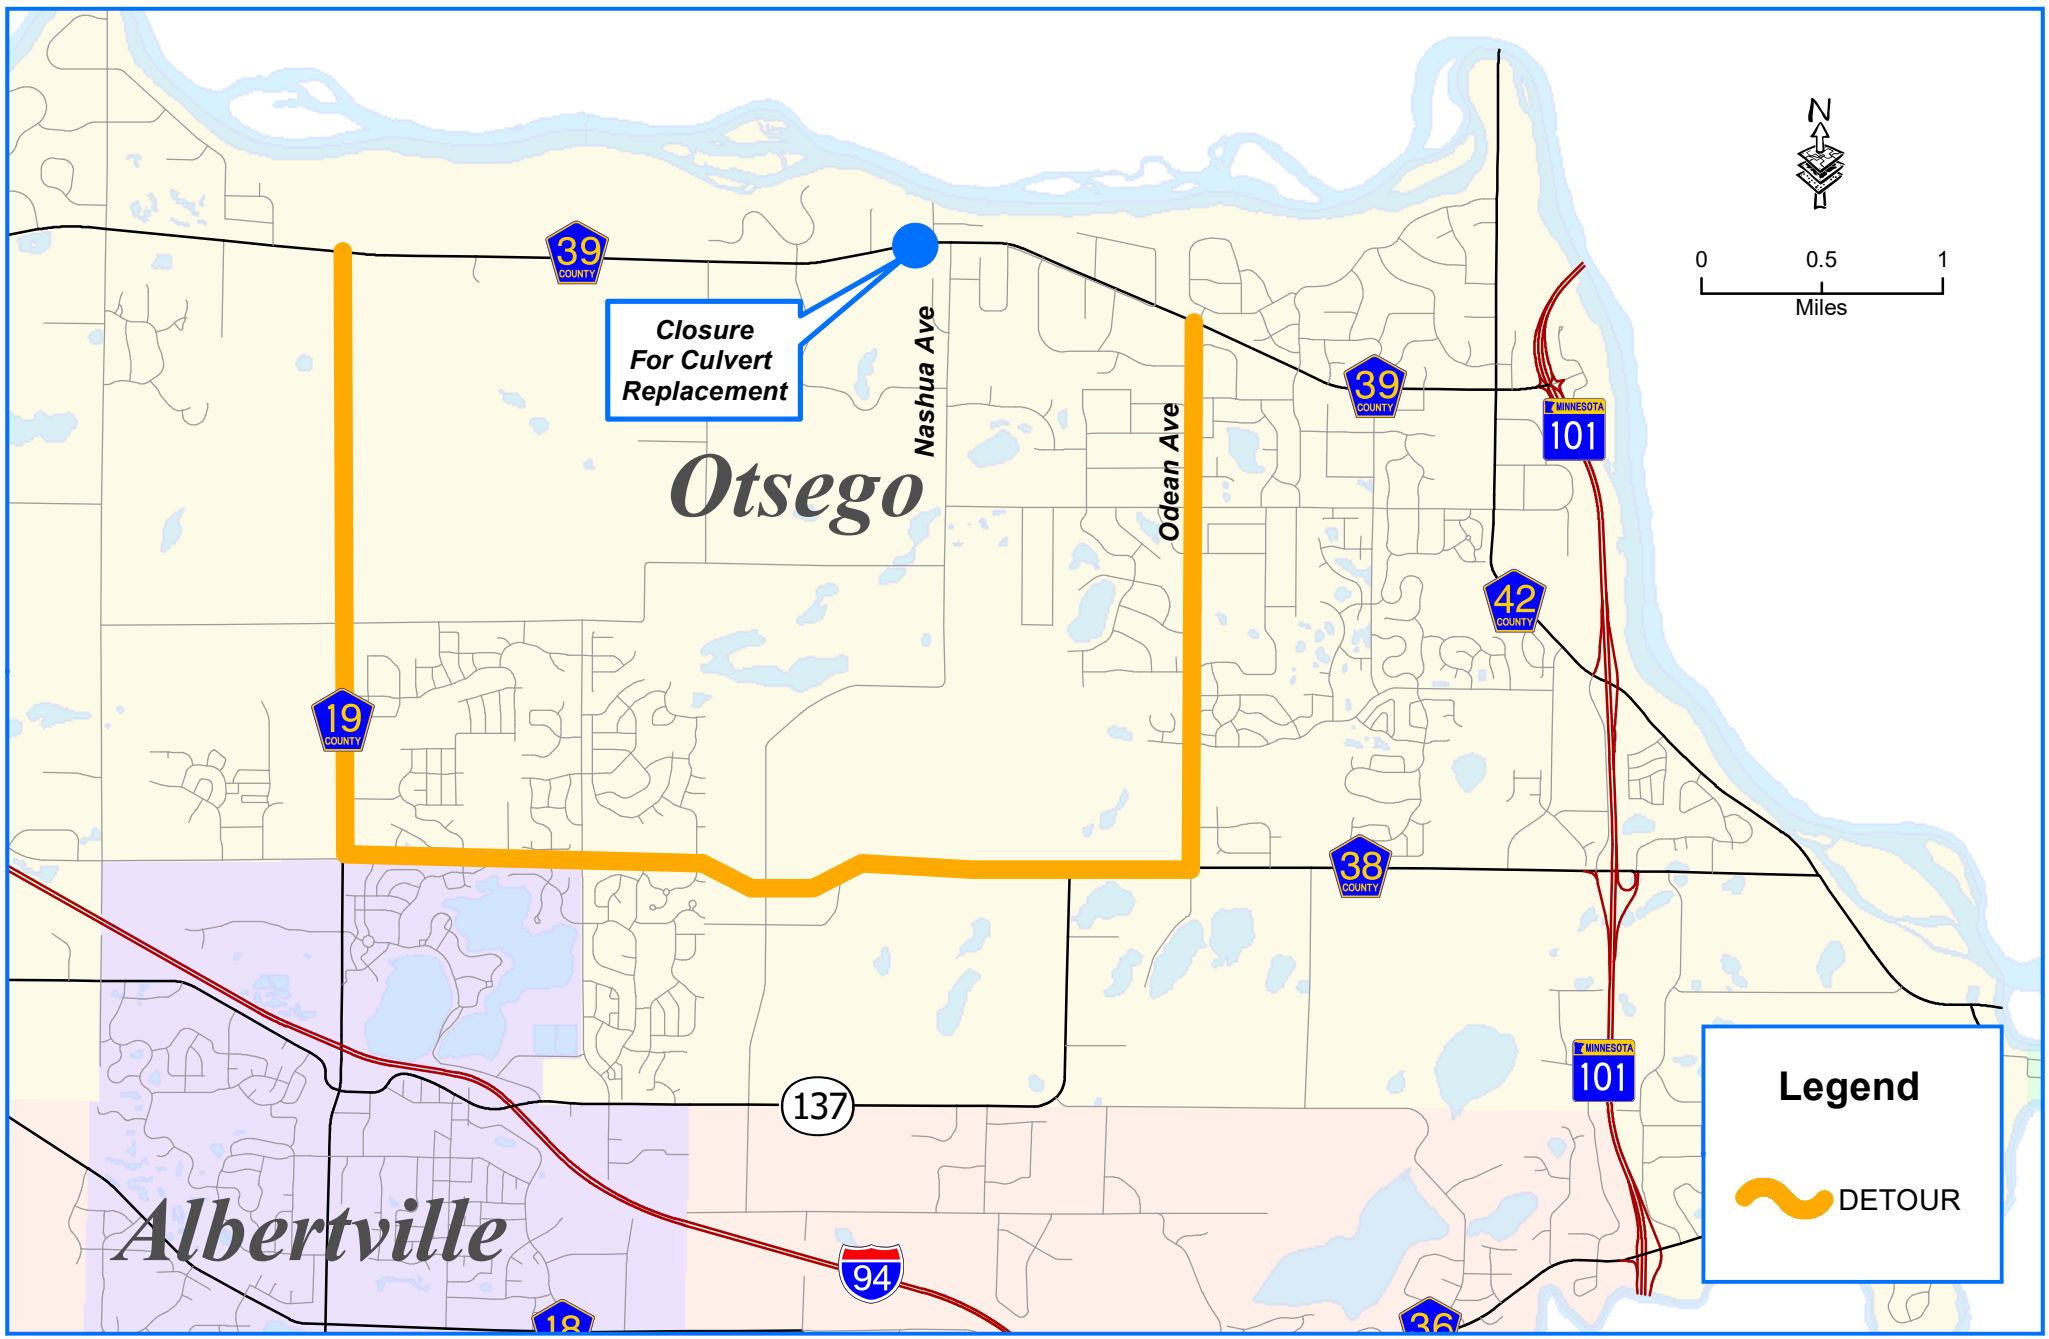 N
0 0.5 1
Miles
39
COUNTY
Closure
For Culvert
Replacement
Nashua Ave
39
COUNTY
MINNESOTA
101
Odean Ave
Otsego
42
COUNTY
19
COUNTY
38
COUNTY
MINNESOTA
101
137
Legend
DETOUR
Albertville
94
18
36